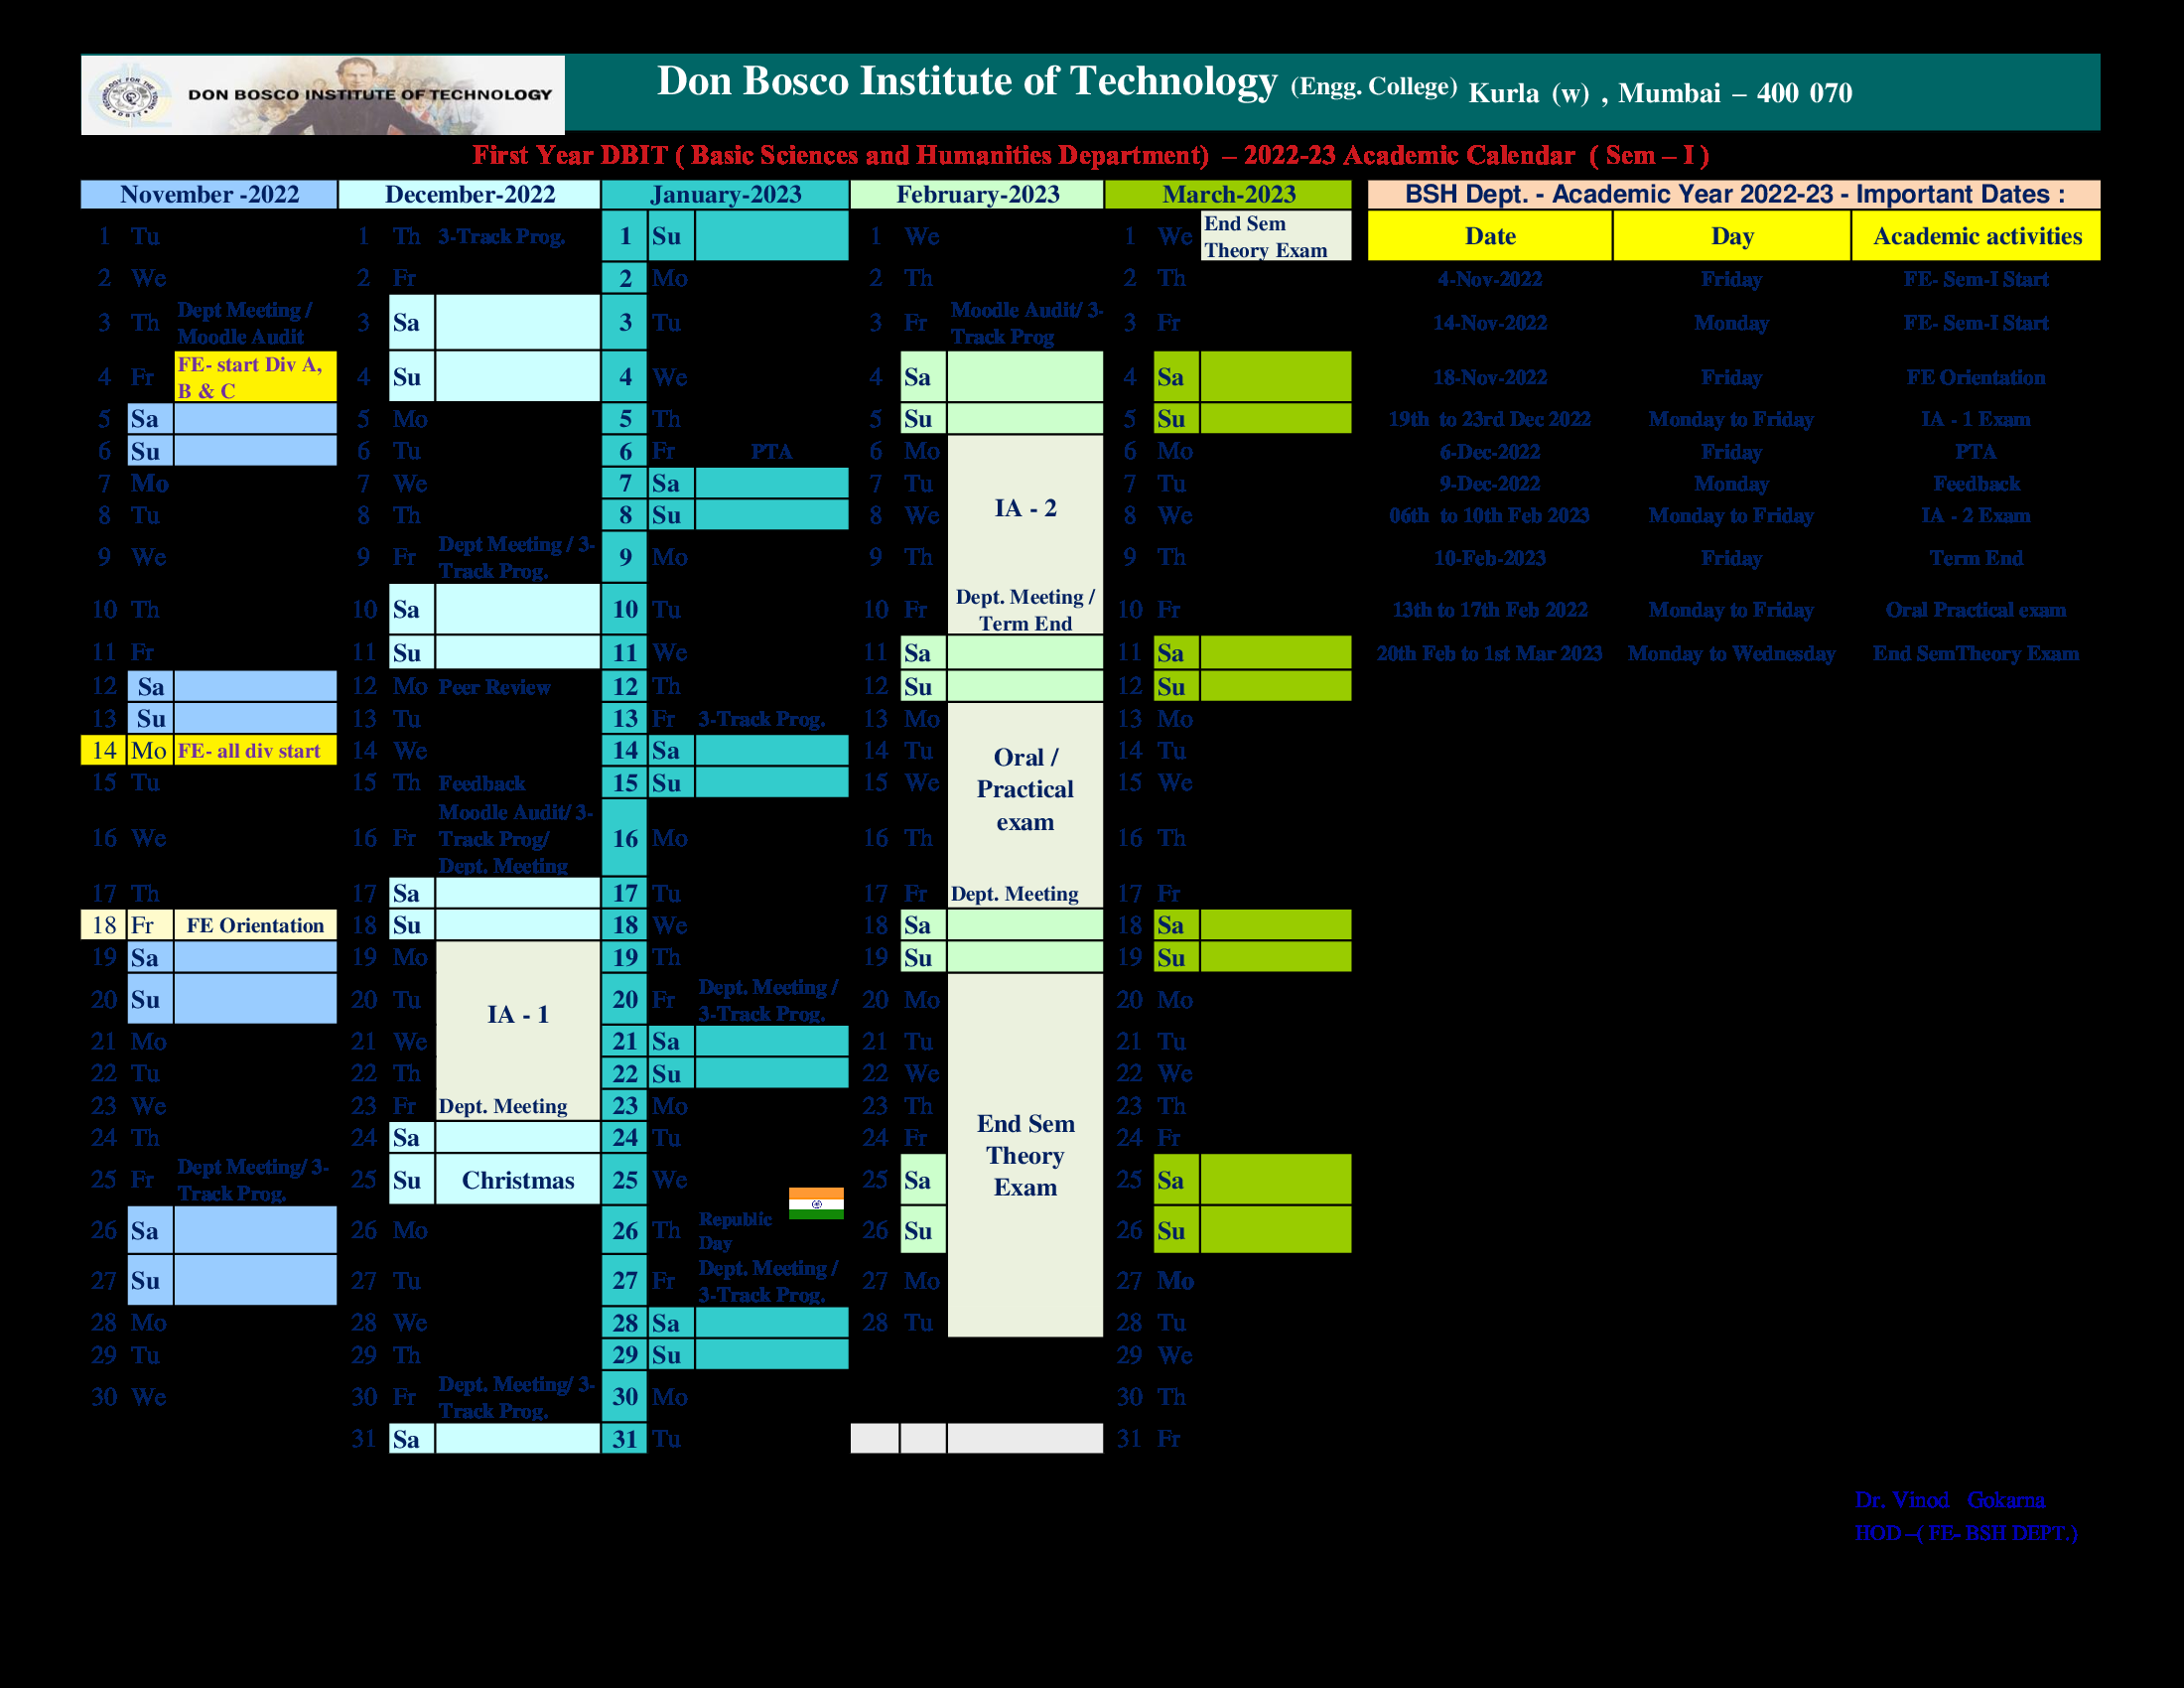 DON BOSCO INSTITUTE OF TECHNOLOGY
Don Bosco Institute of Technology (Engg. College) Kurla (w) , Mumbai – 400 070
First Year DBIT ( Basic Sciences and Humanities Department) – 2022-23 Academic Calendar ( Sem – I )
November -2022 December-2022 January-2023 February-2023 March-2023 BSH Dept. - Academic Year 2022-23 - Important Dates :
1 Tu 1 Th 3-Track Prog. 1 Su 1 We 1 We End Sem Theory Exam Date Day Academic activities
2 We 2 Fr 2 Mo 2 Th 2 Th 4-Nov-2022 Friday FE- Sem-I Start
3 Th Dept Meeting / Moodle Audit 3 Sa 3 Tu 3 Fr Moodle Audit/ 3-Track Prog 3 Fr 14-Nov-2022 Monday FE- Sem-I Start
4 Fr FE- start Div A, B & C 4 Su 4 We 4 Sa 4 Sa 18-Nov-2022 Friday FE Orientation
5 Sa 5 Mo 5 Th 5 Su 5 Su 19th to 23rd Dec 2022 Monday to Friday IA - 1 Exam
6 Su 6 Tu 6 Fr PTA 6 Mo 6 Mo 6-Dec-2022 Friday PTA
7 Mo 7 We 7 Sa 7 Tu 7 Tu 9-Dec-2022 Monday Feedback
8 Tu 8 Th 8 Su 8 We IA - 2 8 We 06th to 10th Feb 2023 Monday to Friday IA - 2 Exam
9 We 9 Fr Dept Meeting / 3-Track Prog. 9 Mo 9 Th 9 Th 10-Feb-2023 Friday Term End
10 Th 10 Sa 10 Tu 10 Fr Dept. Meeting / Term End 10 Fr 13th to 17th Feb 2022 Monday to Friday Oral Practical exam
11 Fr 11 Su 11 We 11 Sa 11 Sa 20th Feb to 1st Mar 2023 Monday to Wednesday End SemTheory Exam
12 Sa 12 Mo Peer Review 12 Th 12 Su 12 Su
13 Su 13 Tu 13 Fr 3-Track Prog. 13 Mo 13 Mo
14 Mo FE- all div start 14 We 14 Sa 14 Tu Oral / Practical exam 14 Tu
15 Tu 15 Th Feedback 15 Su 15 We 15 We
16 We 16 Fr Moodle Audit/ 3-Track Prog/ Dept. Meeting 16 Mo 16 Th 16 Th
17 Th 17 Sa 17 Tu 17 Fr Dept. Meeting 17 Fr
18 Fr FE Orientation 18 Su 18 We 18 Sa 18 Sa
19 Sa 19 Mo 19 Th 19 Su 19 Su
20 Su 20 Tu IA - 1 20 Fr Dept. Meeting / 3-Track Prog. 20 Mo 20 Mo
21 Mo 21 We 21 Sa 21 Tu 21 Tu
22 Tu 22 Th 22 Su 22 We 22 We
23 We 23 Fr Dept. Meeting 23 Mo 23 Th End Sem Theory Exam 23 Th
24 Th 24 Sa 24 Tu 24 Fr 24 Fr
25 Fr Dept Meeting/ 3-Track Prog. 25 Su Christmas 25 We 25 Sa 25 Sa
26 Sa 26 Mo 26 Th Republic Day 26 Su 26 Su
27 Su 27 Tu 27 Fr Dept. Meeting / 3-Track Prog. 27 Mo 27 Mo
28 Mo 28 We 28 Sa 28 Tu 28 Tu
29 Tu 29 Th 29 Su 29 We
30 We 30 Fr Dept. Meeting/ 3-Track Prog. 30 Mo 30 Th
31 Sa 31 Tu 31 Fr
Dr. Vinod Gokarna
HOD –( FE- BSH DEPT.)